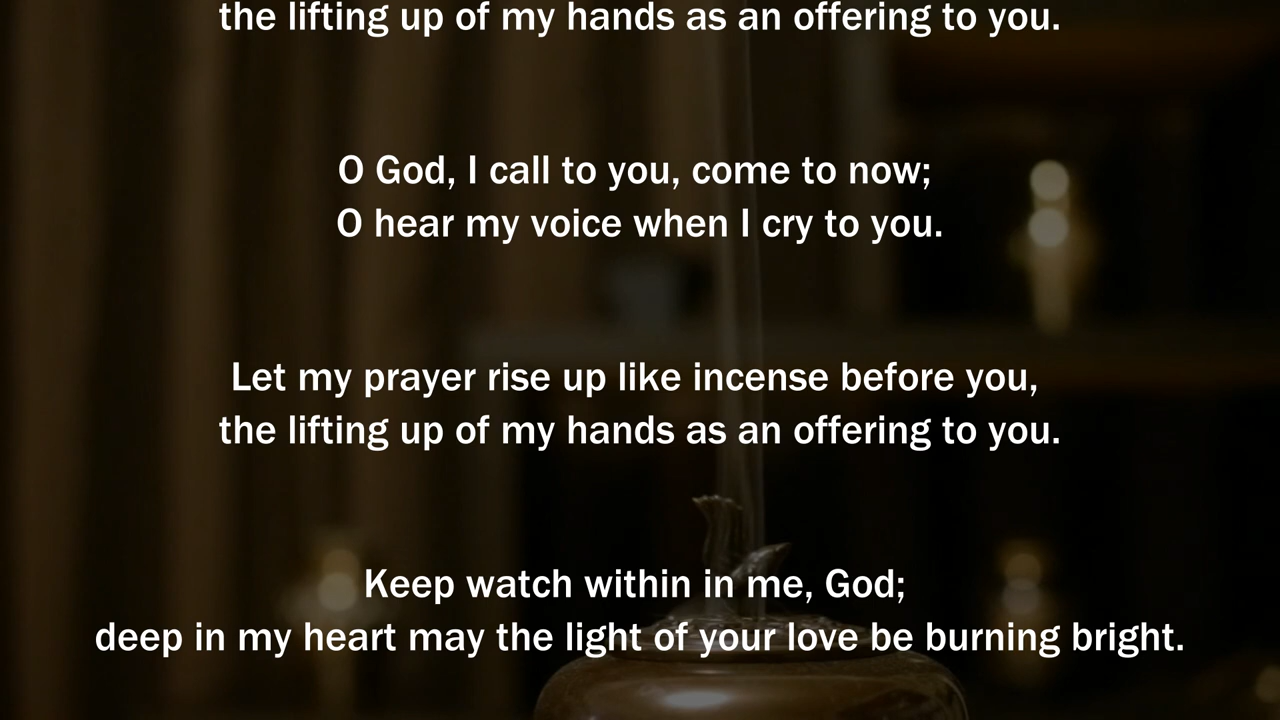 the lifting up of my hands as an offering to you.
O God, I call to you, come to now;
O hear my voice when I cry to you.
Let my prayer rise up like incense before you,
the lifting up of my hands as an offering to you.
Keep watch within in me, God;
deep in my heart may the light of your love be burning bright.